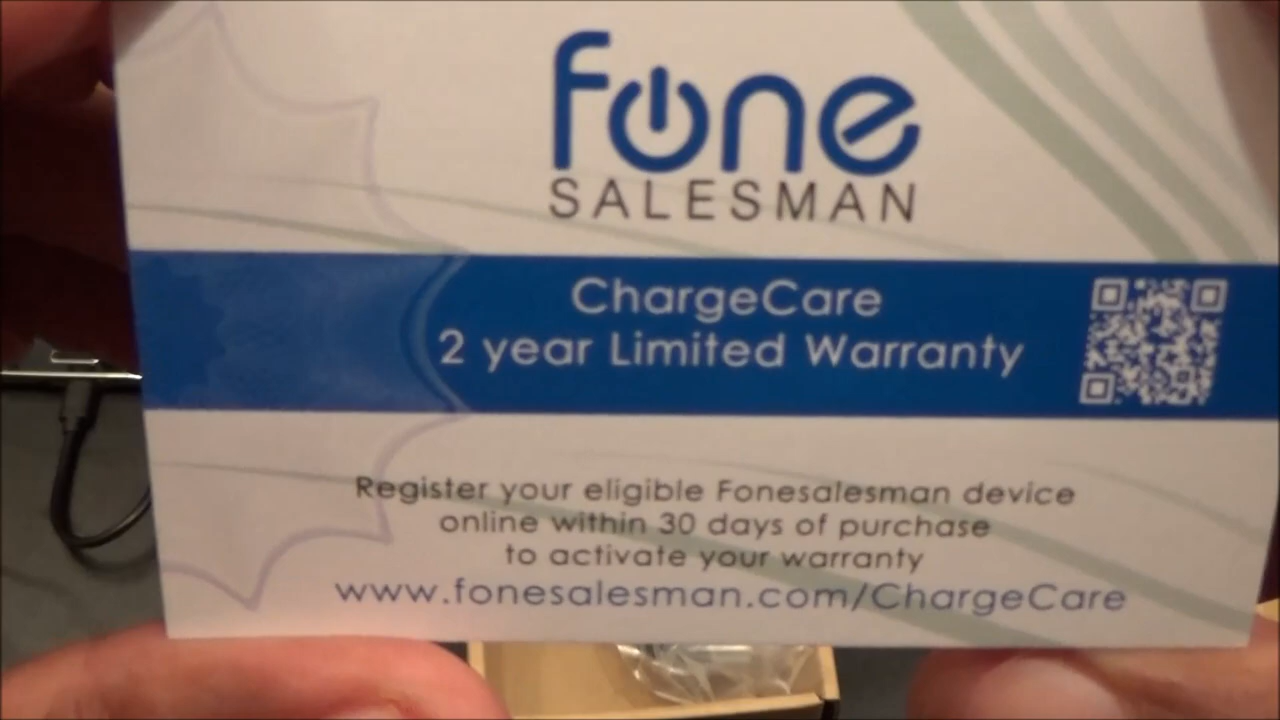 fone
SALESMAN
ChargeCare
2 year Limited Warranty
Register your eligible Fonesalesman device
online within 30 days of purchase
to activate your warranty
www.fonesalesman.com/ChargeCare